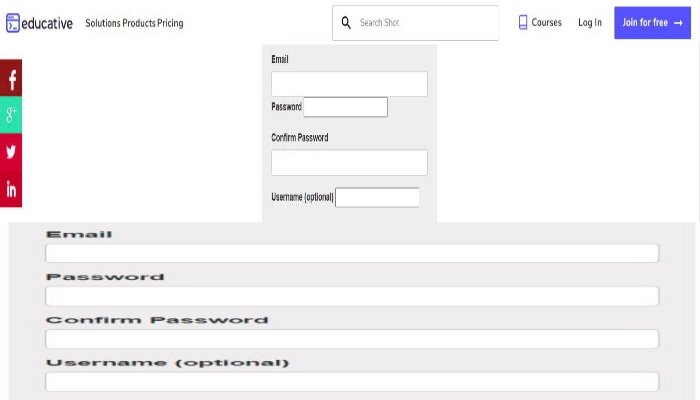 educative Solutions Products Pricing Search Shot Courses Log In Join for free →
f
Email
g+
Password
Confirm Password
in
Username (optional)
Email
Password
Confirm Password
Username (optional)